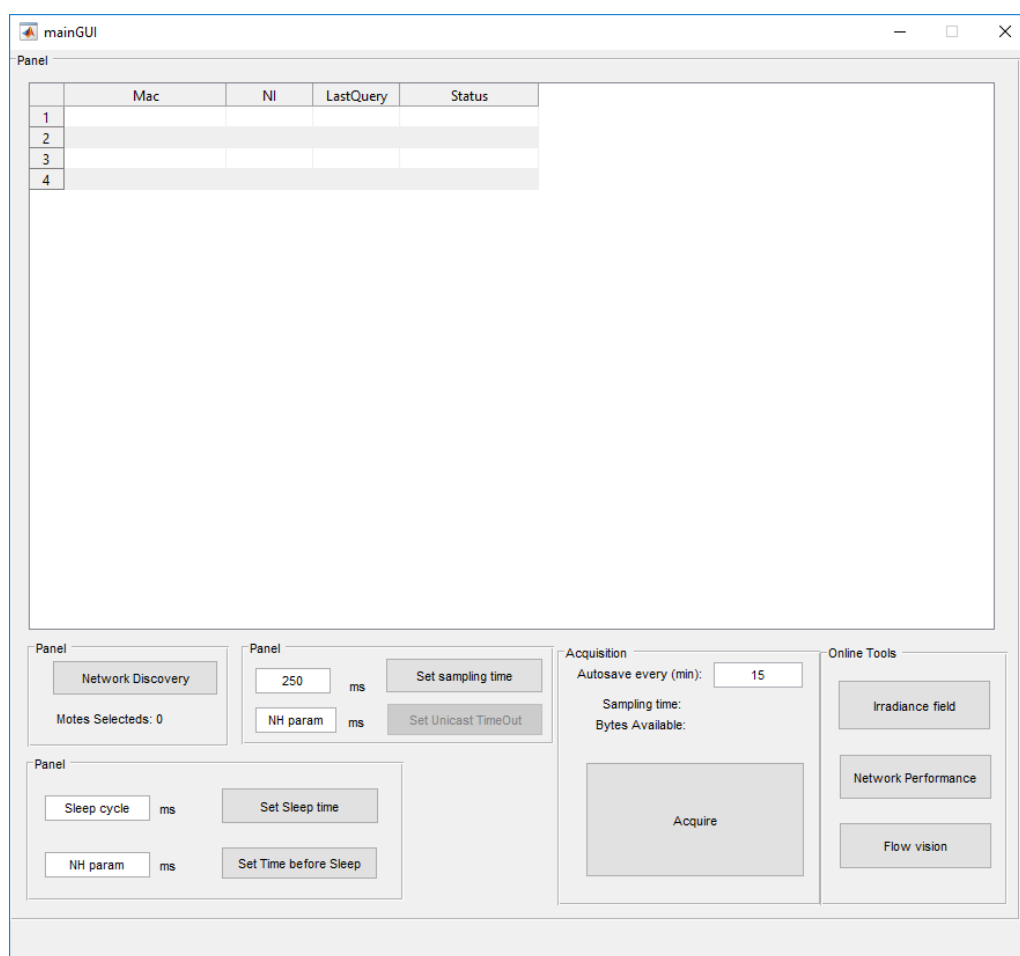 mainGUI
Panel
Mac NI LastQuery Status
1
2
3
4
Panel
Network Discovery
Motes Selecteds: 0
Panel
250 ms Set sampling time
NH param ms Set Unicast TimeOut
Acquisition
Autosave every (min): 15
Sampling time:
Bytes Available:
Acquire
Online Tools
Irradiance field
Network Performance
Flow vision
Panel
Sleep cycle ms Set Sleep time
NH param ms Set Time before Sleep